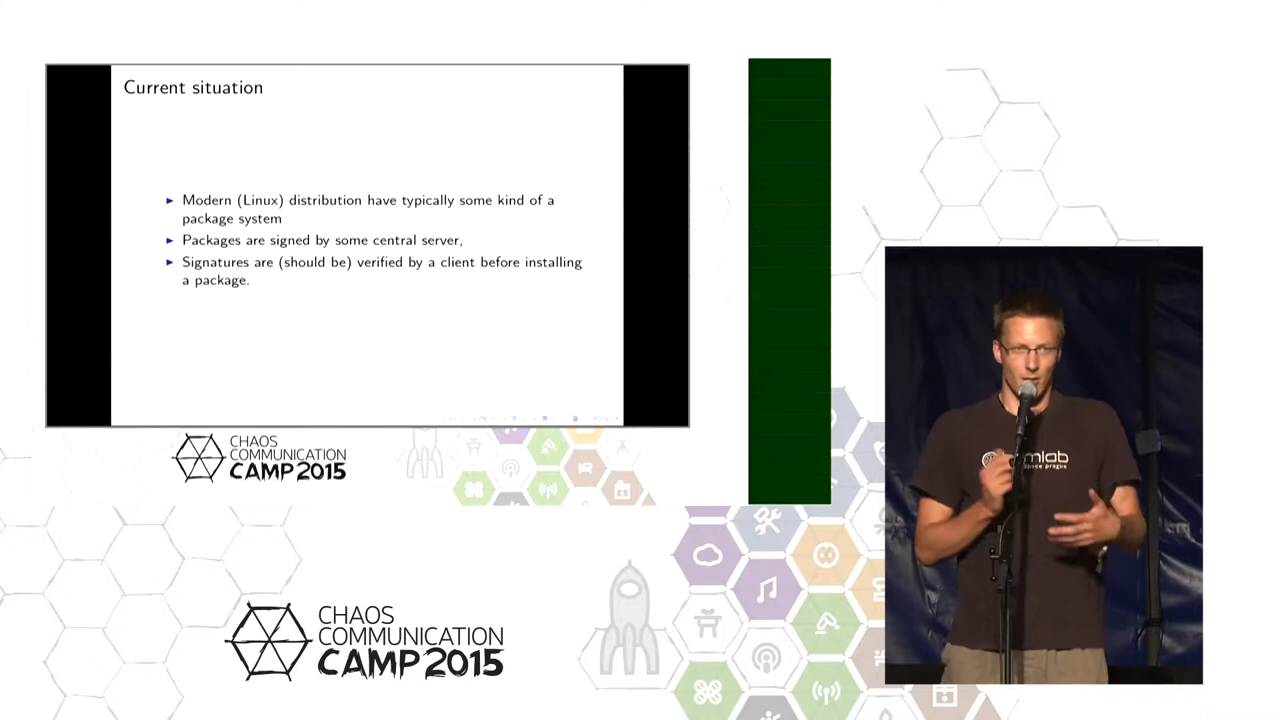 Current situation
Modern (Linux) distribution have typically some kind of a
package system
Packages are signed by some central server,
Signatures are (should be) verified by a client before installing
a package.
CHAOS
COMMUNICATION
CAMP 2015
mlab
space prague
CHAOS
COMMUNICATION
CAMP 2015